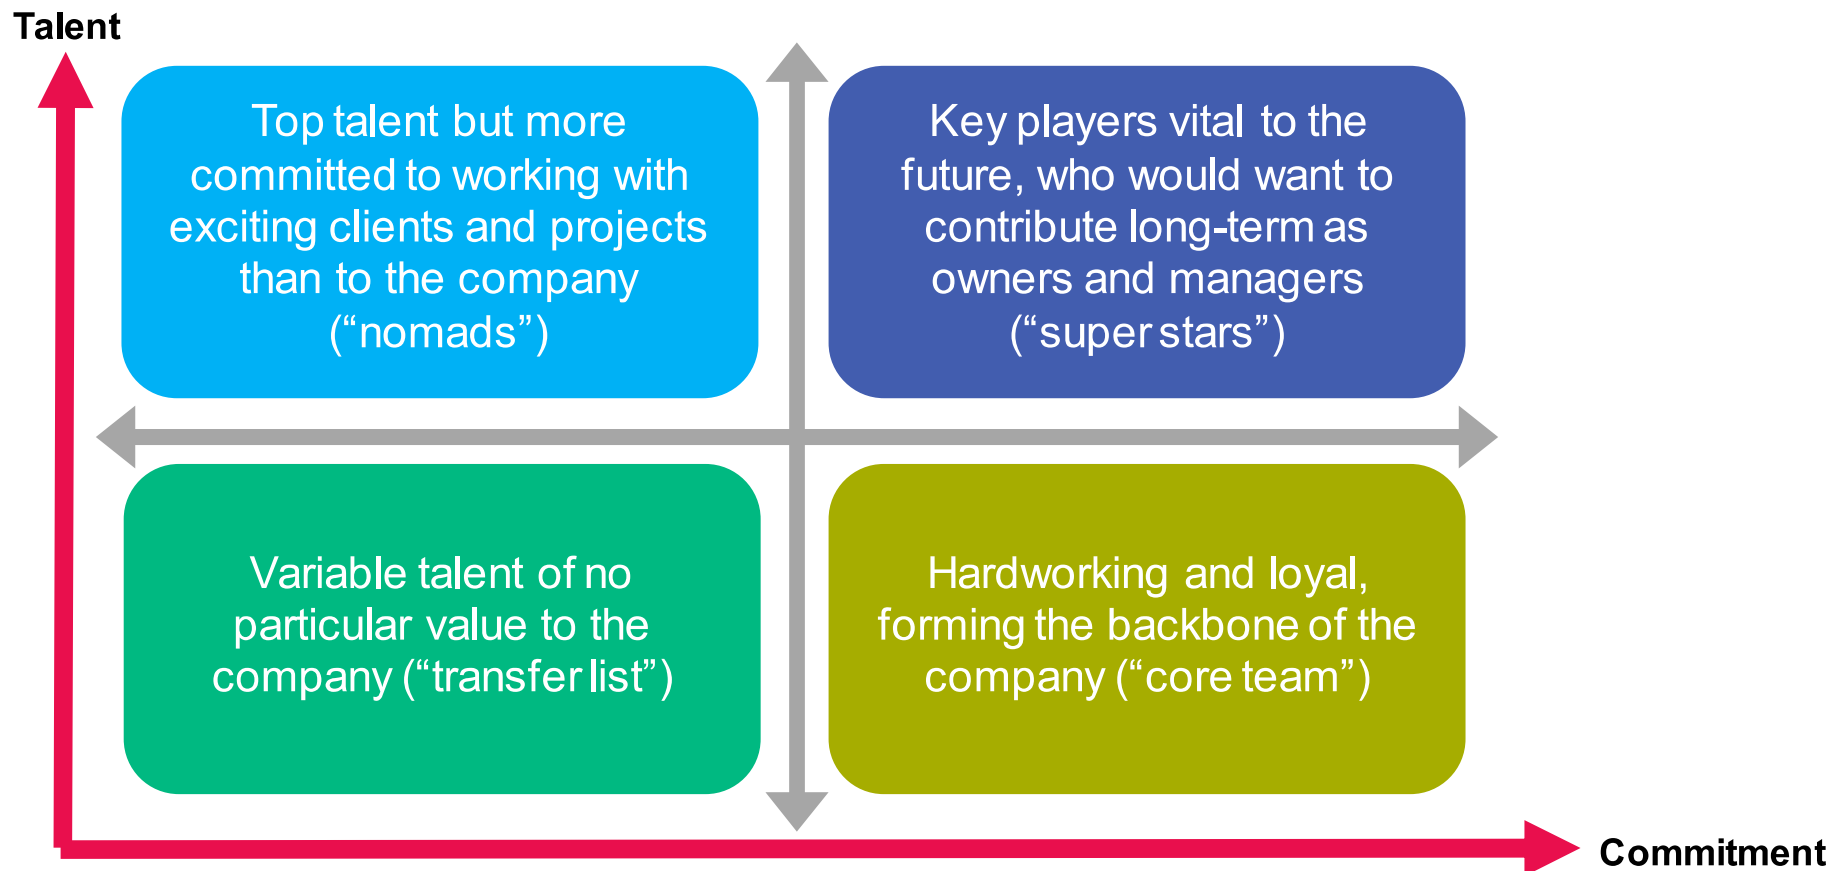 Talent
Top talent but more
committed to working with
exciting clients and projects
than to the company
(“nomads”)
Key players vital to the
future, who would want to
contribute long-term as
owners and managers
(“super stars”)
Variable talent of no
particular value to the
company (“transfer list”)
Hardworking and loyal,
forming the backbone of the
company (“core team”)
Commitment